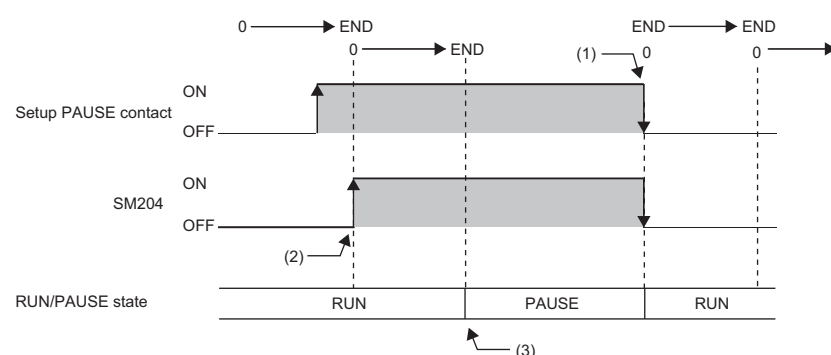 0 END END END
0 END (1) 0 0
ON
Setup PAUSE contact
OFF
ON
SM204
OFF
(2)
RUN/PAUSE state RUN PAUSE RUN
(3)